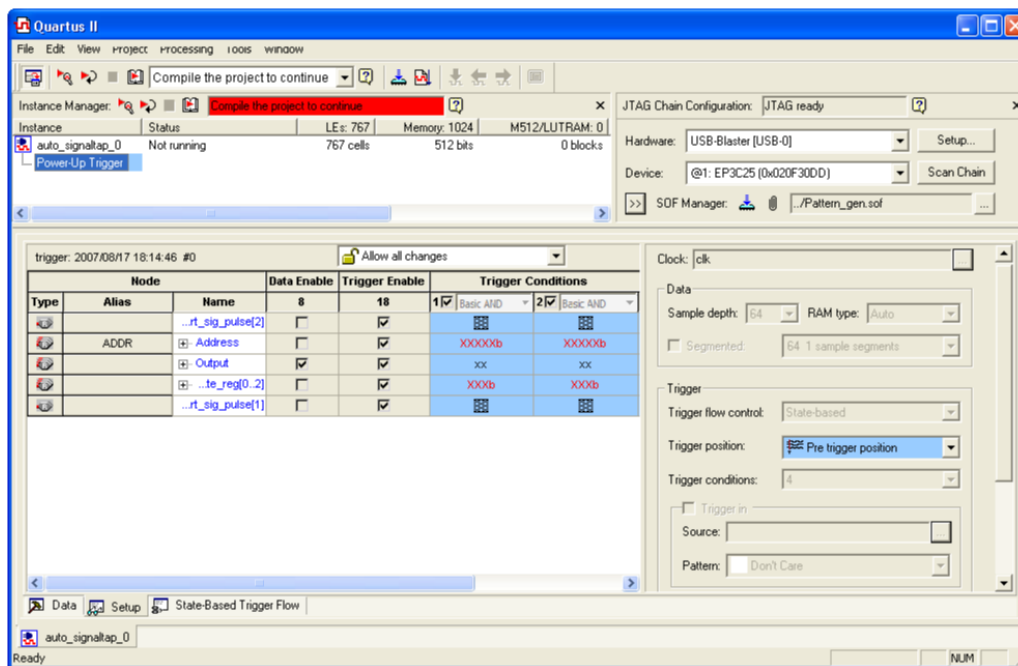 Quartus II
File Edit View Project Processing Tools Window
Compile the project to continue
Instance Manager: Compile the project to continue
Instance Status LEs: 767 Memory: 1024 M512/LUTRAM: 0
auto_signaltap_0 Not running 767 cells 512 bits 0 blocks
Power-Up Trigger
JTAG Chain Configuration: JTAG ready
Hardware: USB-Blaster [USB-0] Setup...
Device: @1: EP3C25 (0x020F30DD) Scan Chain
>> SOF Manager: ../Pattern_gen.sof ...
trigger: 2007/08/17 18:14:46 #0 Allow all changes
Node Data Enable Trigger Enable Trigger Conditions
Type Alias Name 8 18 1 Basic AND 2 Basic AND
...rt_sig_pulse[2]
ADDR Address XXXXXb XXXXXb
Output xx xx
...te_reg[0..2] XXXb XXXb
...rt_sig_pulse[1]
Data Setup State-Based Trigger Flow
Clock: clk
Data
Sample depth: 64 RAM type: Auto
Segmented: 64 1 sample segments
Trigger
Trigger flow control: State-based
Trigger position: Pre trigger position
Trigger conditions: 4
Trigger in
Source:
Pattern: Don't Care
auto_signaltap_0
Ready NUM